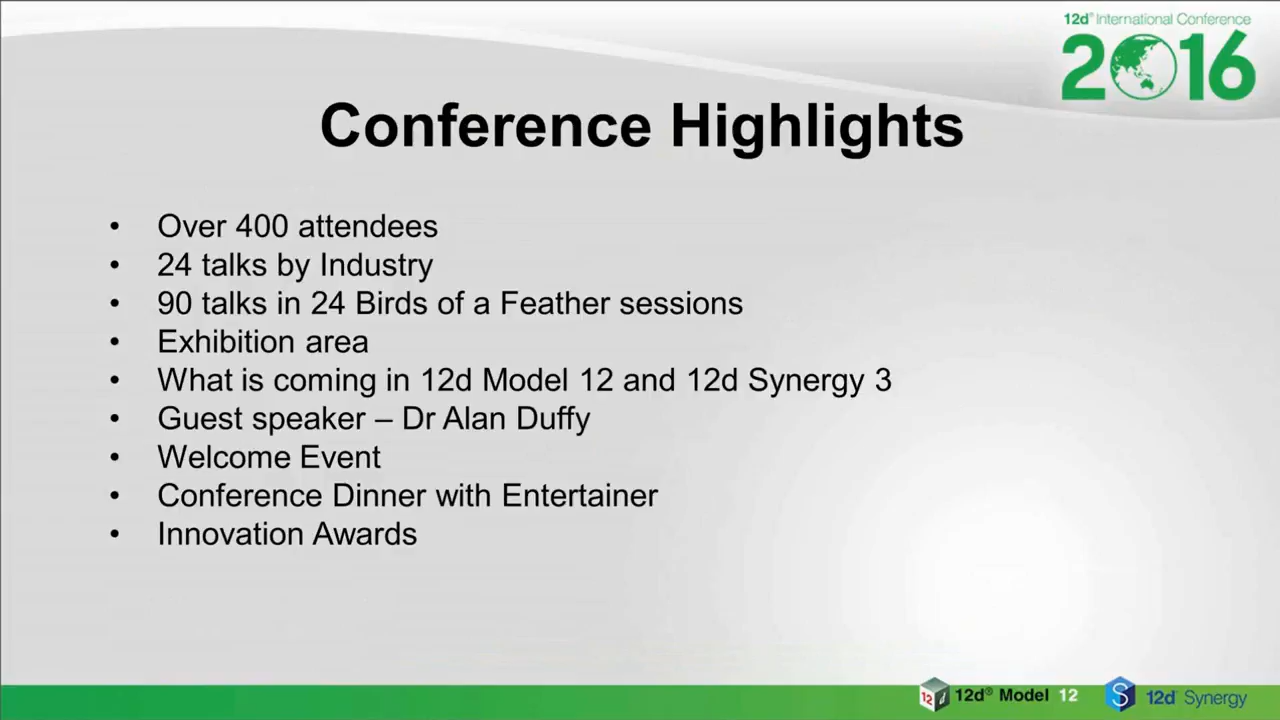 12d® International Conference
2016
Conference Highlights
• Over 400 attendees
• 24 talks by Industry
• 90 talks in 24 Birds of a Feather sessions
• Exhibition area
• What is coming in 12d Model 12 and 12d Synergy 3
• Guest speaker – Dr Alan Duffy
• Welcome Event
• Conference Dinner with Entertainer
• Innovation Awards
12 12d® Model 12 S 12d Synergy